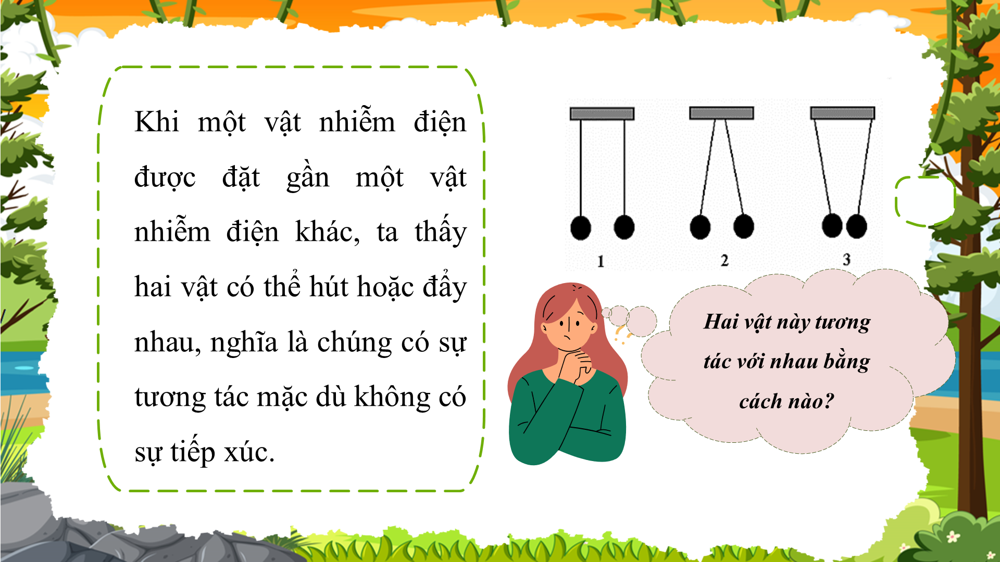 Khi một vật nhiễm điện
được đặt gần một vật
nhiễm điện khác, ta thấy
hai vật có thể hút hoặc đẩy
nhau, nghĩa là chúng có sự
tương tác mặc dù không có
sự tiếp xúc.
1
2
3
Hai vật này tương
tác với nhau bằng
cách nào?